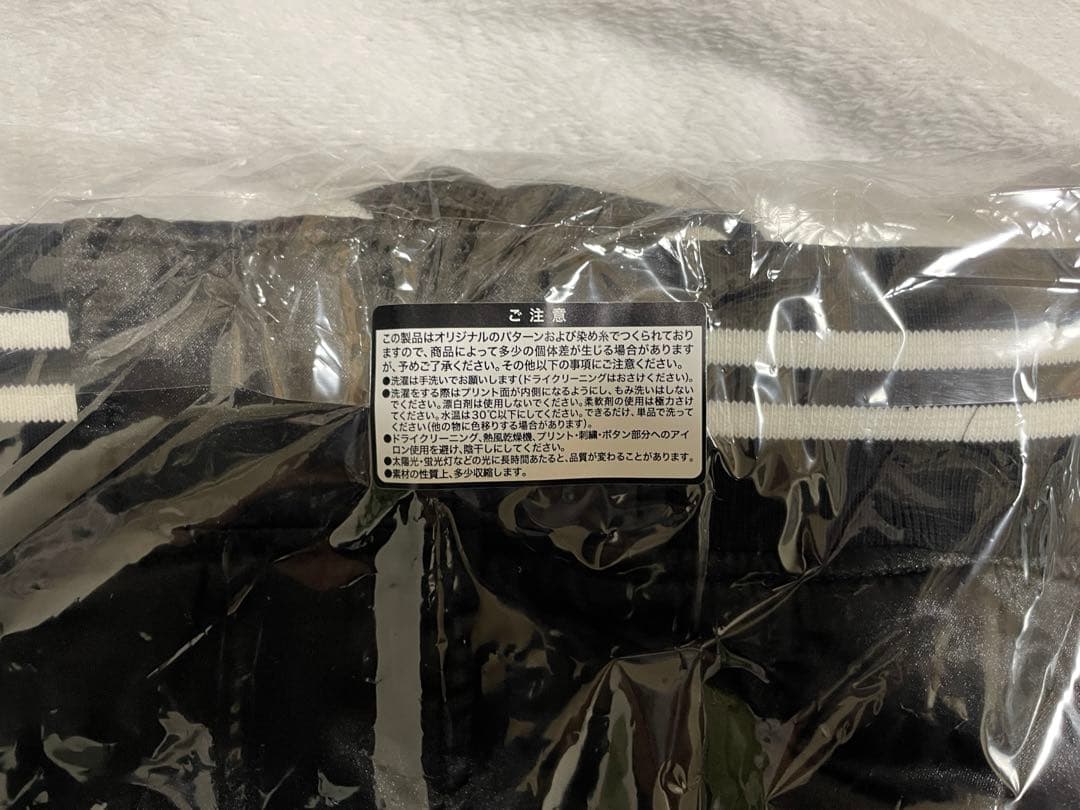 ご注意
この製品はオリジナルのパターンおよび染め糸でつくられており
ますので、商品によって多少の個体差が生じる場合があります
が、予めご了承ください。その他以下の事項にご注意ください。
●洗濯は手洗いでお願いします(ドライクリーニングはおさけください)。
●洗濯をする際はプリント面が内側になるようにし、もみ洗いはしない
でください。漂白剤は使用しないでください。柔軟剤の使用は極力さけ
てください。水温は30℃以下にしてください。できるだけ、単品で洗って
ください(他の物に色移りする場合があります)。
●ドライクリーニング、熱風乾燥機、プリント・刺繍・ボタン部分へのアイ
ロン使用を避け、陰干しにしてください。
●太陽光・蛍光灯などの光に長時間あたると、品質が変わることがあります。
●素材の性質上、多少収縮します。